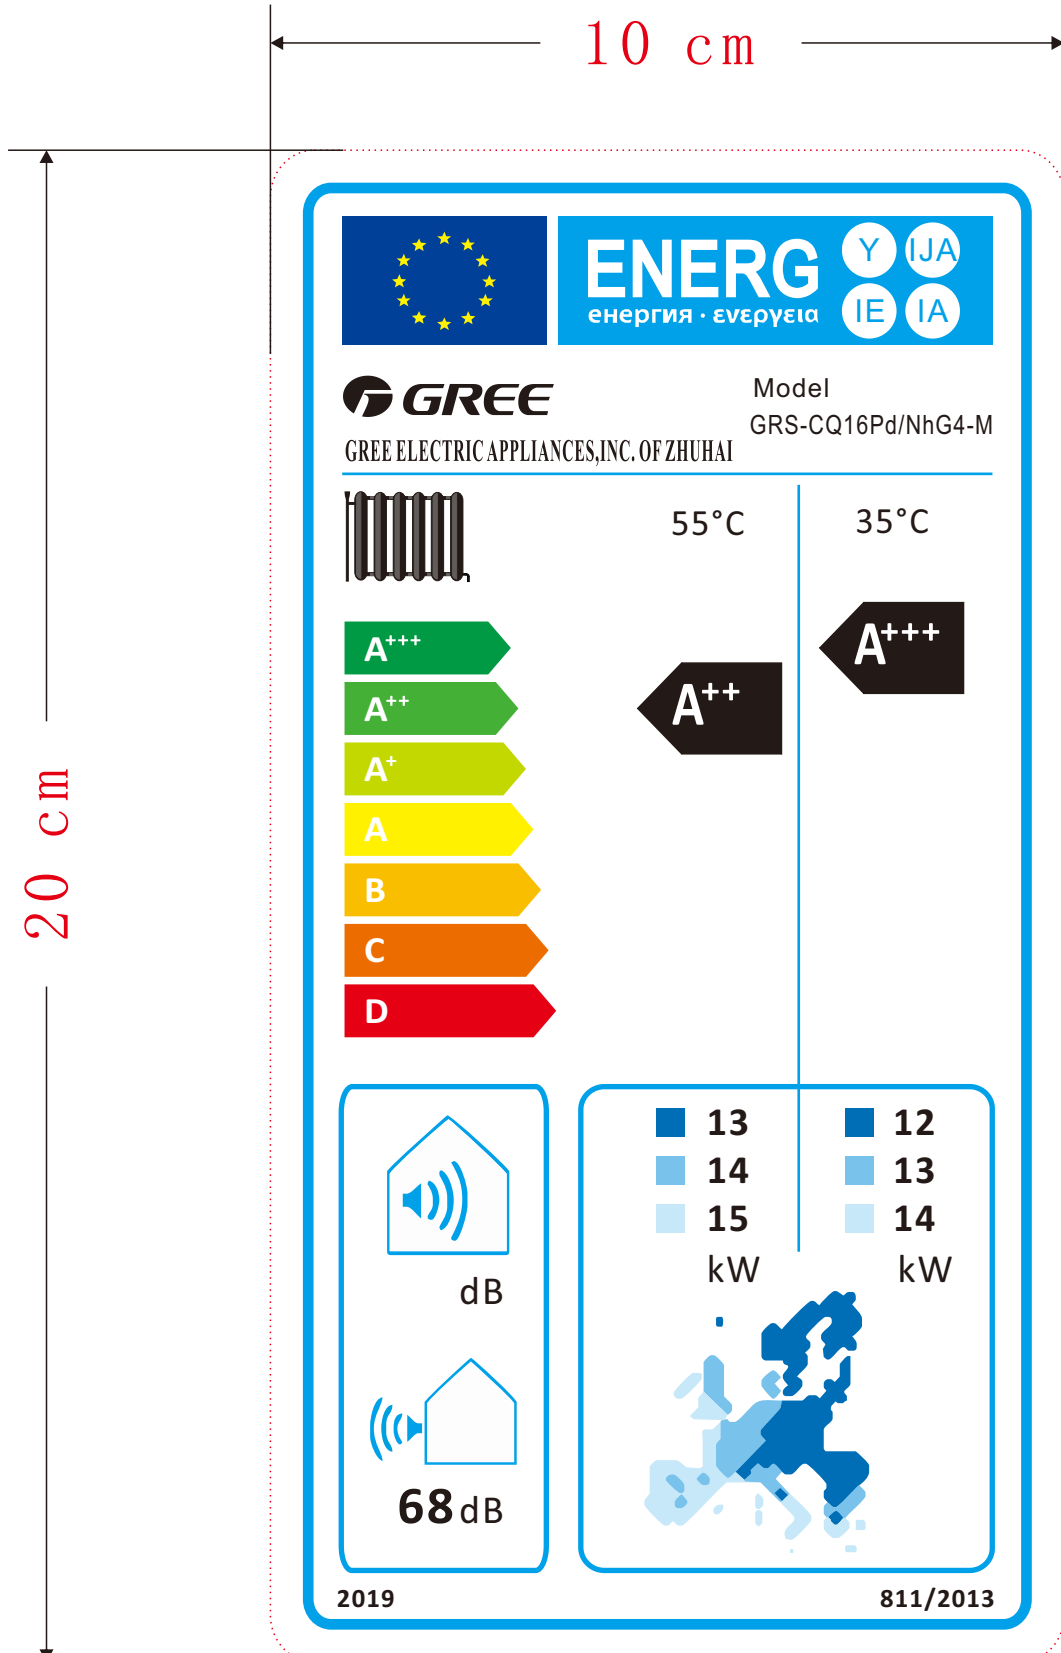 10 cm
20 cm
ENERG
енергия · ενεργεια
Y IJA
IE IA
GREE
GREE ELECTRIC APPLIANCES,INC. OF ZHUHAI
Model
GRS-CQ16Pd/NhG4-M
55°C
35°C
A+++
A++
A+
A
B
C
D
A++
A+++
dB
68 dB
13
14
15
kW
12
13
14
kW
2019
811/2013